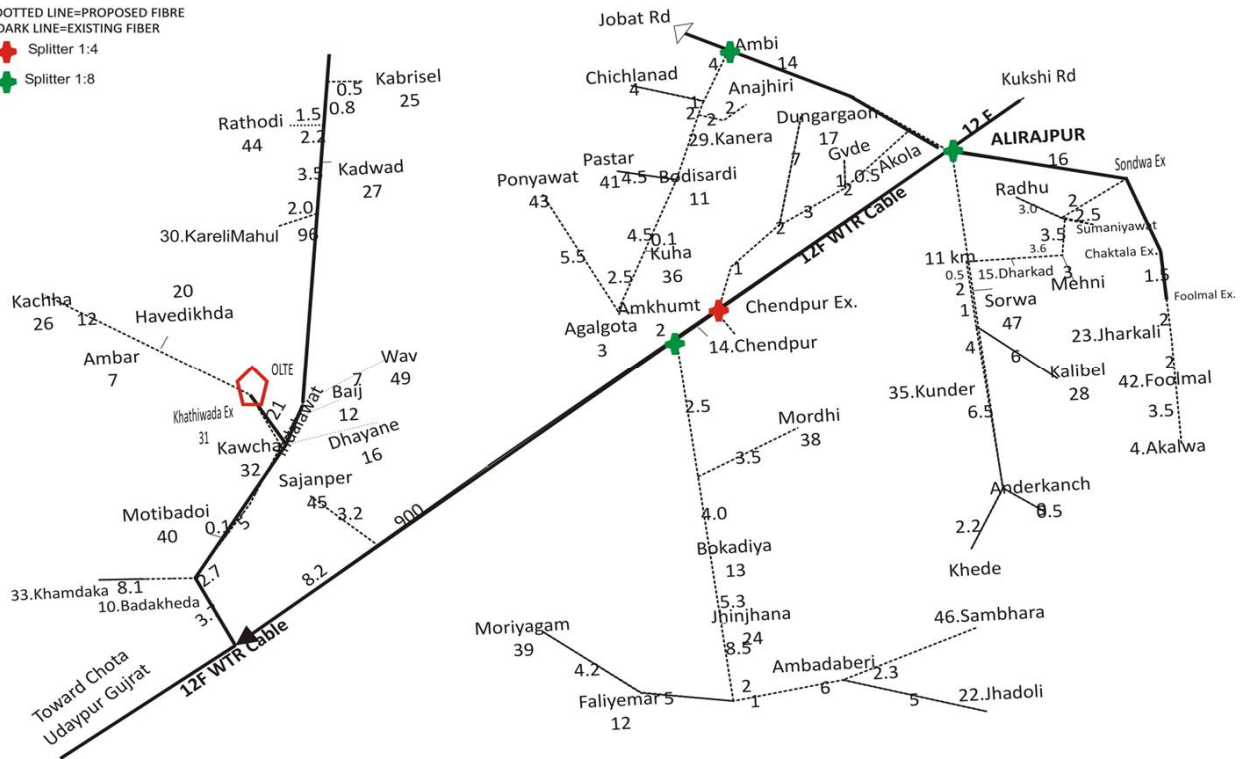 DOTTED LINE=PROPOSED FIBRE
DARK LINE=EXISTING FIBER
Splitter 1:4
Splitter 1:8
Jobat Rd
Ambi
4
14
Kukshi Rd
12 F
ALIRAJPUR
16
Sondwa Ex
Kabrisel
25
0.5
0.8
1.5
2.2
Rathodi
44
3.5
Kadwad
27
2.0
30.KareliMahul
96
Chichlanad
4
1
2
2
2
Anajhiri
29.Kanera
Dungargaon
17
7
Gvde
1
0.5
2
Akola
3
2
1
Pastar
41
4.5
Bodisardi
11
Ponyawat
43
5.5
4.5
0.1
Kuha
36
2.5
12F WTR Cable
Radhu
3.0
2
2.5
Sumaniyawat
3.5
3.6
Chaktala Ex.
11 km
0.5
15.Dharkad
3
Mehni
1.5
Foolmal Ex.
2
Sorwa
47
1
2
23.Jharkali
4
6
Kalibel
28
2
42.Foolmal
35.Kunder
6.5
3.5
4.Akalwa
Anderkanch
0.5
2.2
Khede
20
Havedikhda
Kachha
26
12
Ambar
7
OLTE
Khathiwada Ex
31
21
Wav
49
7
Baij
12
Dhayane
16
Kawcha
32
Sajanper
45
3.2
Motibadoi
40
0.1
5
900
8.2
33.Khamdaka
8.1
2.7
10.Badakheda
3.
12F WTR Cable
Toward Chota
Udaypur Gujrat
Agalgota
3
Amkhumt
2
Chendpur Ex.
14.Chendpur
2.5
Mordhi
38
3.5
4.0
Bokadiya
13
5.3
Jhinjhana
24
8.5
Moriyagam
39
4.2
Faliyemar
12
5
2
1
Ambadaberi
6
2.3
46.Sambhara
5
22.Jhadoli